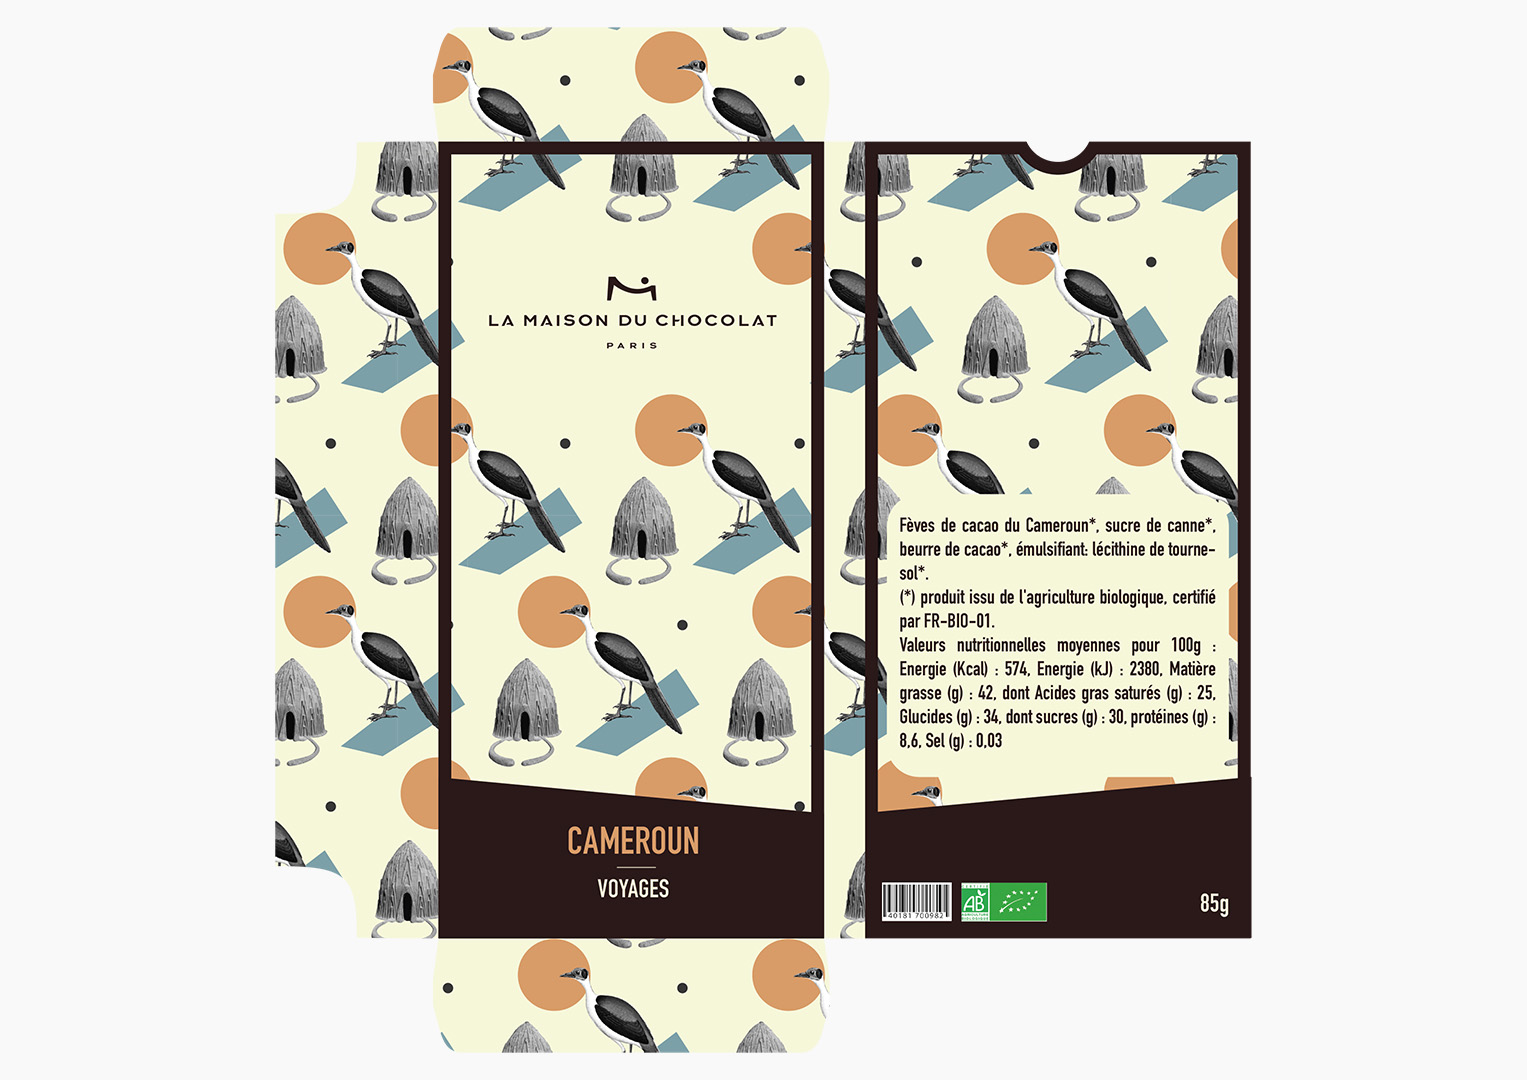 LA MAISON DU CHOCOLAT
PARIS
CAMEROUN
VOYAGES
Fèves de cacao du Cameroun*, sucre de canne*,
beurre de cacao*, émulsifiant: lécithine de tourne-
sol*.
(*) produit issu de l'agriculture biologique, certifié
par FR-BIO-01.
Valeurs nutritionnelles moyennes pour 100g :
Energie (Kcal) : 574, Energie (kJ) : 2380, Matière
grasse (g) : 42, dont Acides gras saturés (g) : 25,
Glucides (g) : 34, dont sucres (g) : 30, protéines (g) :
8,6, Sel (g) : 0,03
40181 700982
CERTIFIÉ
AB
AGRICULTURE
BIOLOGIQUE
85g